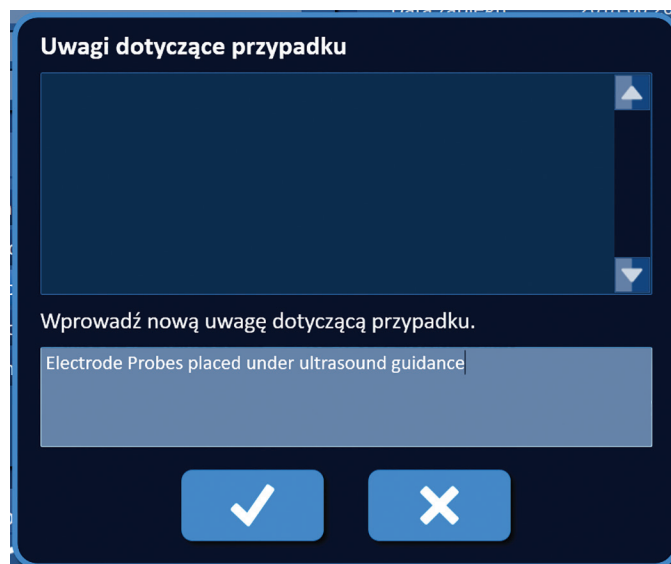 Uwagi dotyczące przypadku
Wprowadź nową uwagę dotyczącą przypadku.
Electrode Probes placed under ultrasound guidance